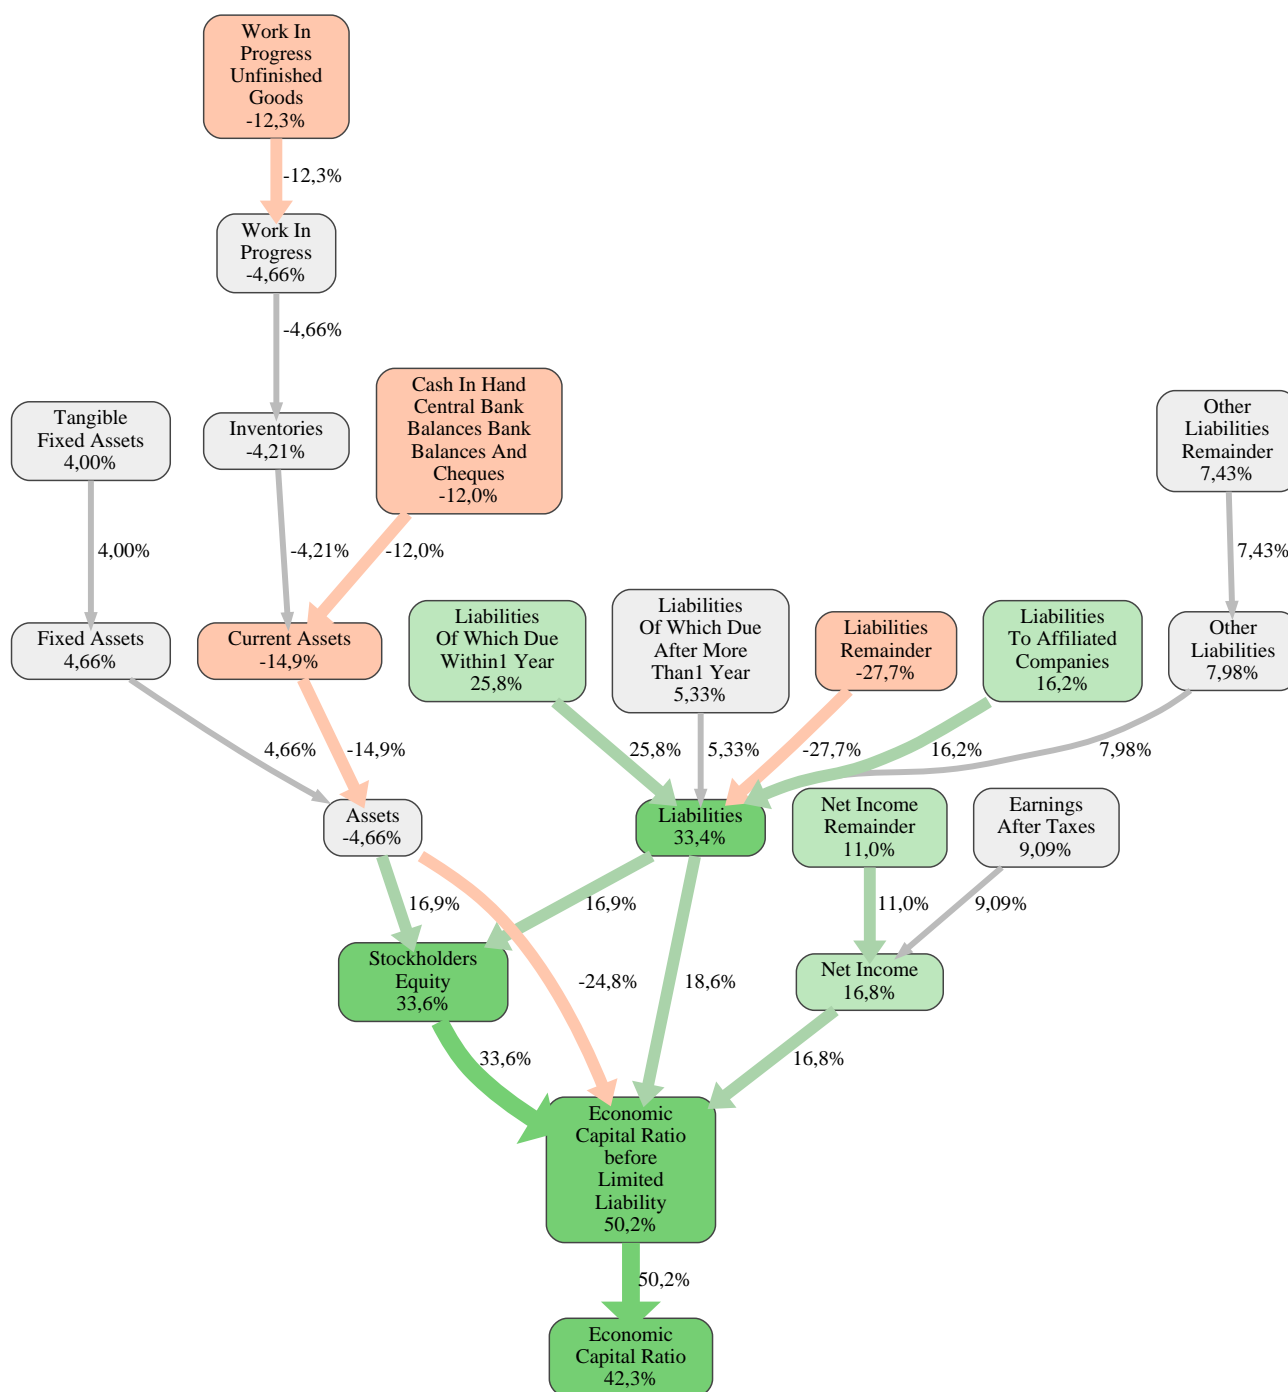 Work In
Progress
Unfinished
Goods
-12,3%
-12,3%
Work In
Progress
-4,66%
-4,66%
Tangible
Fixed Assets
4,00%
Inventories
-4,21%
Cash In Hand
Central Bank
Balances Bank
Balances And
Cheques
-12,0%
Other
Liabilities
Remainder
7,43%
4,00%
-4,21%
-12,0%
7,43%
Fixed Assets
4,66%
Current Assets
-14,9%
Liabilities
Of Which Due
Within1 Year
25,8%
Liabilities
Of Which Due
After More
Than1 Year
5,33%
Liabilities
Remainder
-27,7%
Liabilities
To Affiliated
Companies
16,2%
Other
Liabilities
7,98%
4,66%
-14,9%
25,8%
5,33%
-27,7%
16,2%
7,98%
Assets
-4,66%
Liabilities
33,4%
Net Income
Remainder
11,0%
Earnings
After Taxes
9,09%
16,9%
16,9%
11,0%
9,09%
Stockholders
Equity
33,6%
-24,8%
18,6%
Net Income
16,8%
33,6%
16,8%
Economic
Capital Ratio
before
Limited
Liability
50,2%
50,2%
Economic
Capital Ratio
42,3%